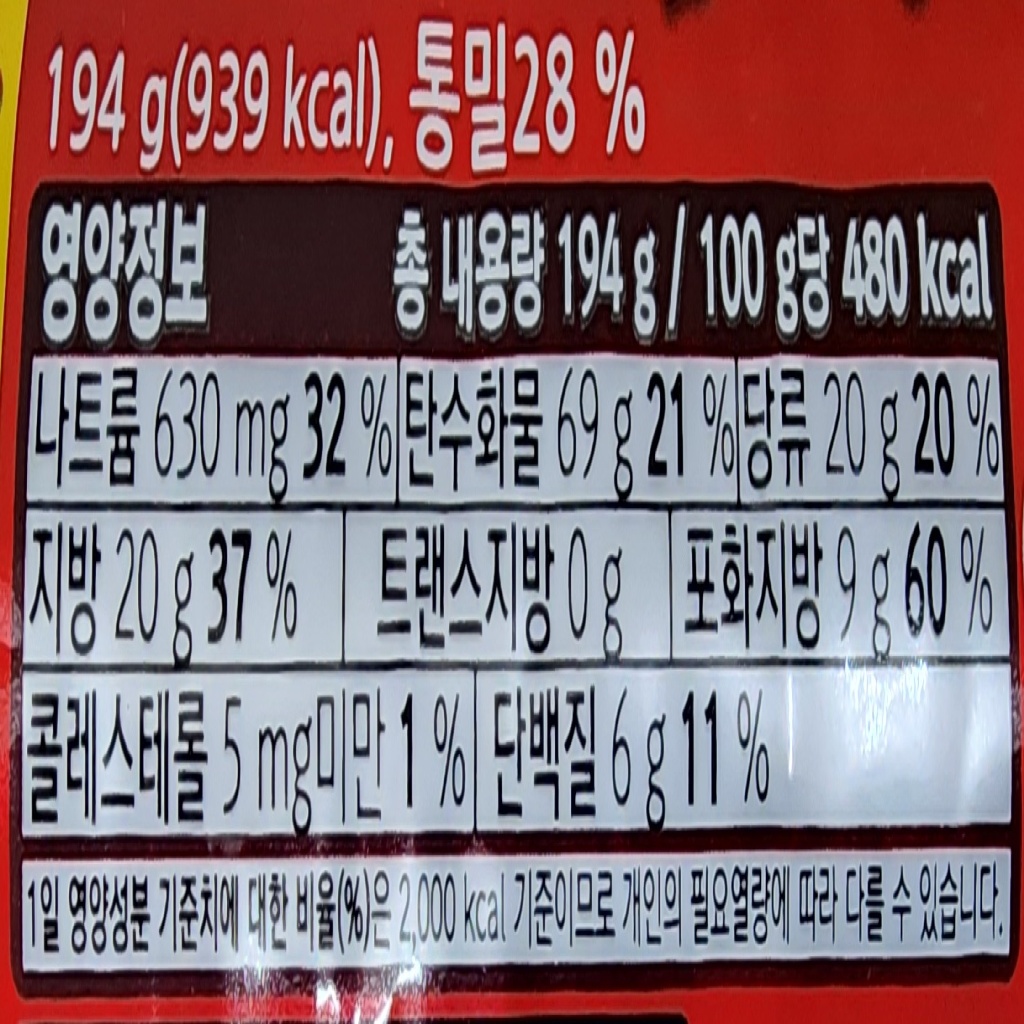 194 g(939 kcal), 통밀28 %
영양정보 총 내용량 194 g / 100 g당 480 kcal
나트륨 630 mg 32 % 탄수화물 69 g 21 % 당류 20 g 20 %
지방 20 g 37 % 트랜스지방 0 g 포화지방 9 g 60 %
콜레스테롤 5 mg미만 1 % 단백질 6 g 11 %
1일 영양성분 기준치에 대한 비율(%)은 2,000 kcal 기준이므로 개인의 필요열량에 따라 다를 수 있습니다.